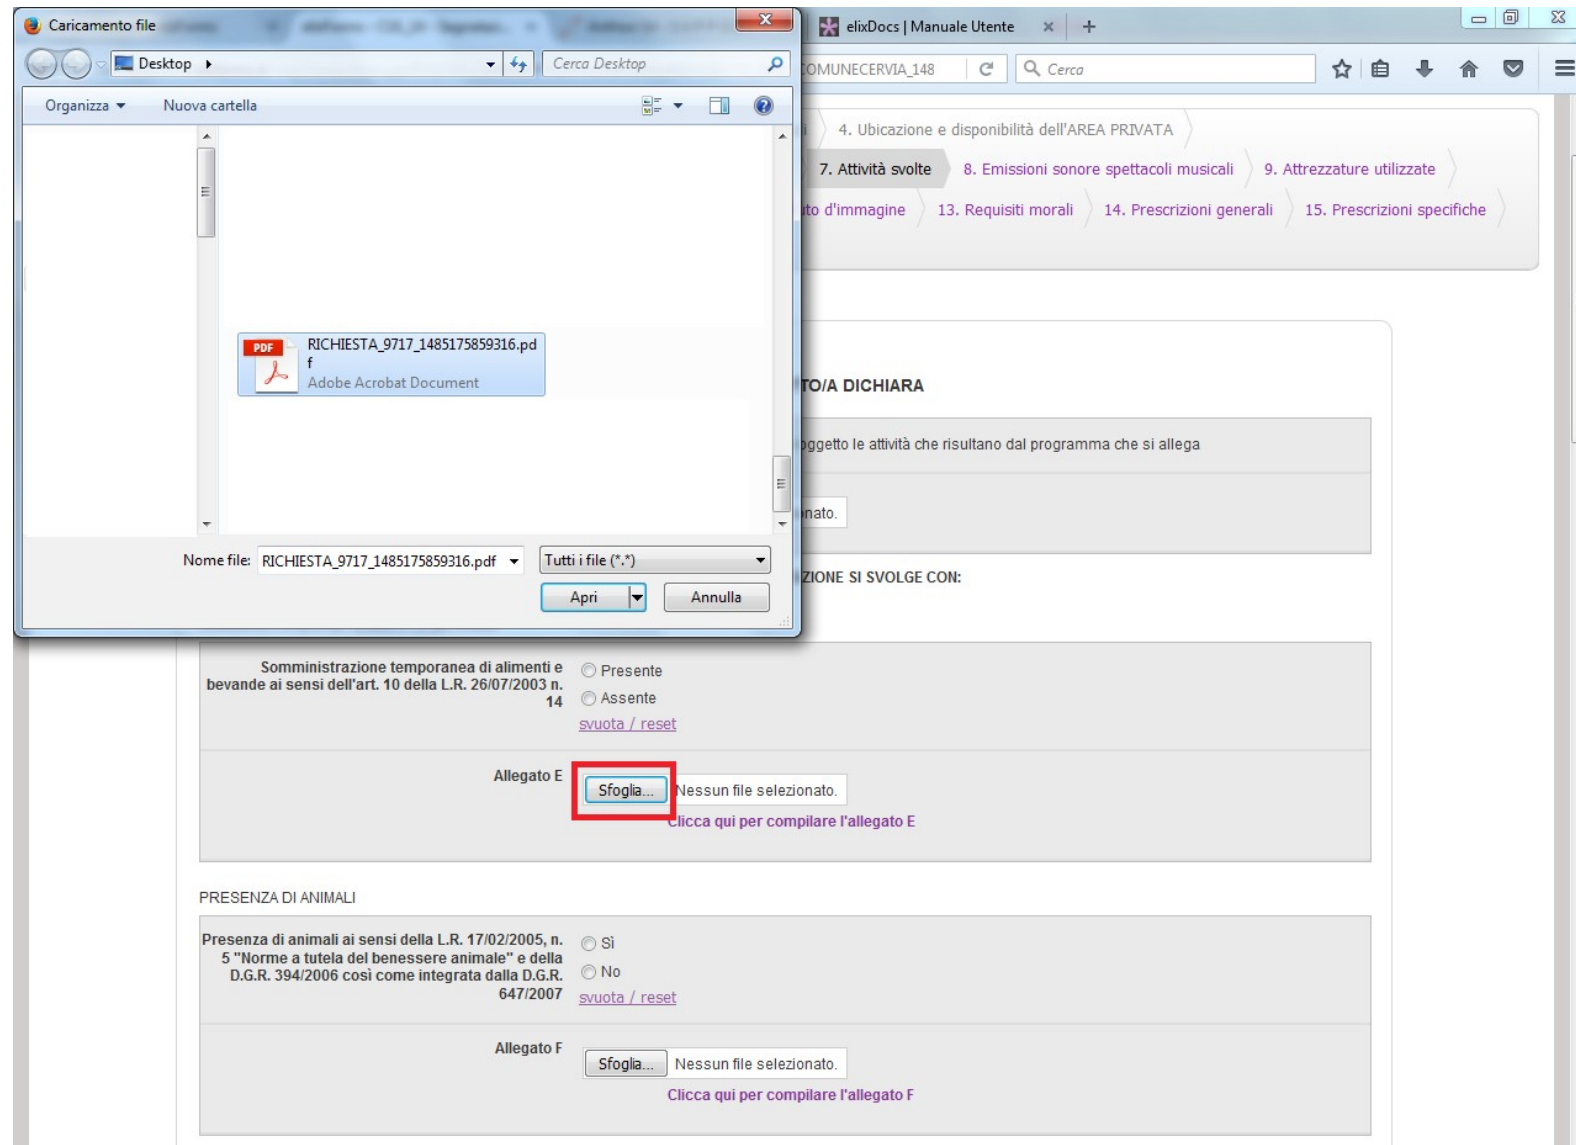 Caricamento file
elixDocs | Manuale Utente
Desktop
Cerca Desktop
COMUNECERVIA_148
Cerca
Organizza
Nuova cartella
4. Ubicazione e disponibilità dell'AREA PRIVATA
7. Attività svolte
8. Emissioni sonore spettacoli musicali
9. Attrezzature utilizzate
d'immagine
13. Requisiti morali
14. Prescrizioni generali
15. Prescrizioni specifiche
PDF
RICHIESTA_9717_1485175859316.pd
f
Adobe Acrobat Document
TO/A DICHIARA
oggetto le attività che risultano dal programma che si allega
nato.
Nome file:
RICHIESTA_9717_1485175859316.pdf
Tutti i file (*.*)
Apri
Annulla
ZIONE SI SVOLGE CON:
Somministrazione temporanea di alimenti e
bevande ai sensi dell'art. 10 della L.R. 26/07/2003 n.
14
Presente
Assente
svuota / reset
Allegato E
Sfoglia...
Nessun file selezionato.
Clicca qui per compilare l'allegato E
PRESENZA DI ANIMALI
Presenza di animali ai sensi della L.R. 17/02/2005, n.
5 "Norme a tutela del benessere animale" e della
D.G.R. 394/2006 così come integrata dalla D.G.R.
647/2007
Sì
No
svuota / reset
Allegato F
Sfoglia...
Nessun file selezionato.
Clicca qui per compilare l'allegato F